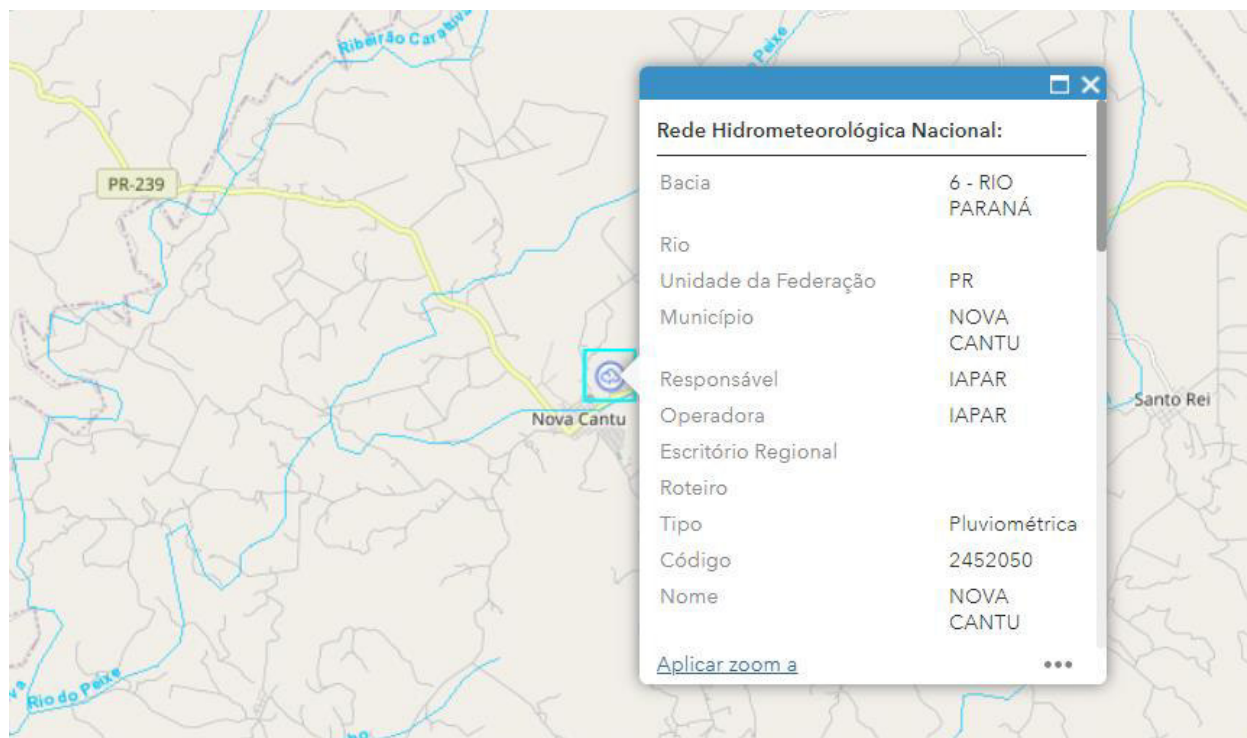 Ribeirão Caratuva
Peixe
Rede Hidrometeorológica Nacional:
Bacia 6 - RIO
PARANÁ
PR-239
Rio
Unidade da Federação PR
Município NOVA
CANTU
Responsável IAPAR
Santo Rei
Nova Cantu
Operadora IAPAR
Escritório Regional
Roteiro
Tipo Pluviométrica
Código 2452050
Nome NOVA
CANTU
Aplicar zoom a
Rio do Peixe